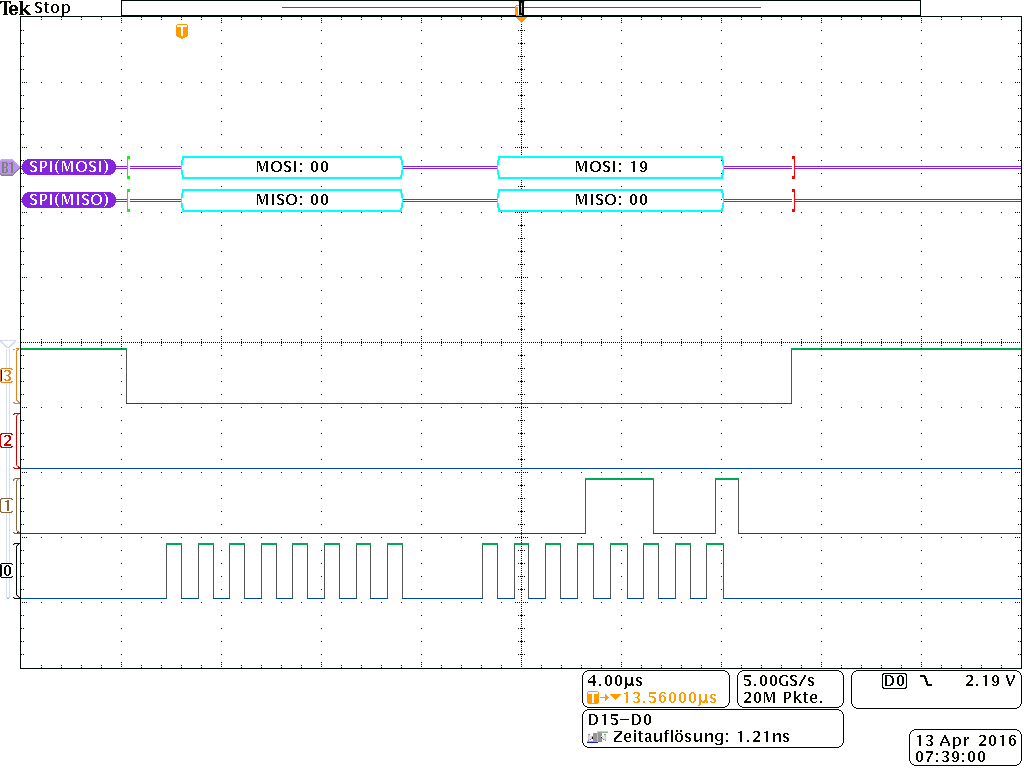 Tek Stop
T
B1 SPI(MOSI) MOSI: 00 MOSI: 19
SPI(MISO) MISO: 00 MISO: 00
3
2
1
0
4.00µs
T→▼13.56000µs
5.00GS/s
20M Pkte.
D0 2.19 V
D15-D0
Zeitauflösung: 1.21ns
13 Apr 2016
07:39:00